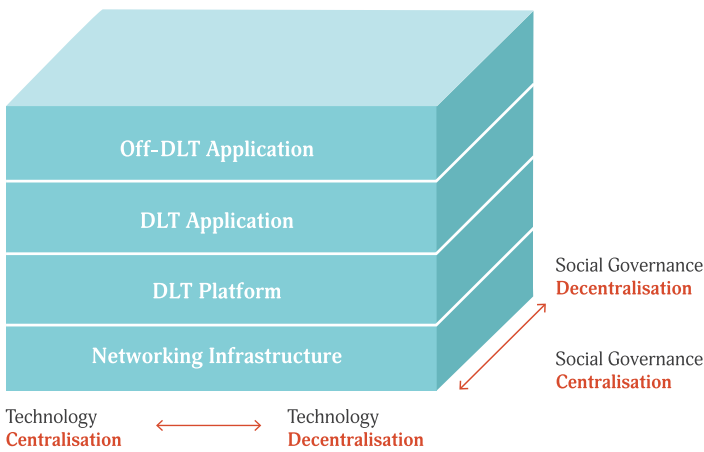 Off-DLT Application
DLT Application
DLT Platform
Networking Infrastructure
Social Governance
Decentralisation
Social Governance
Centralisation
Technology
Centralisation
Technology
Decentralisation